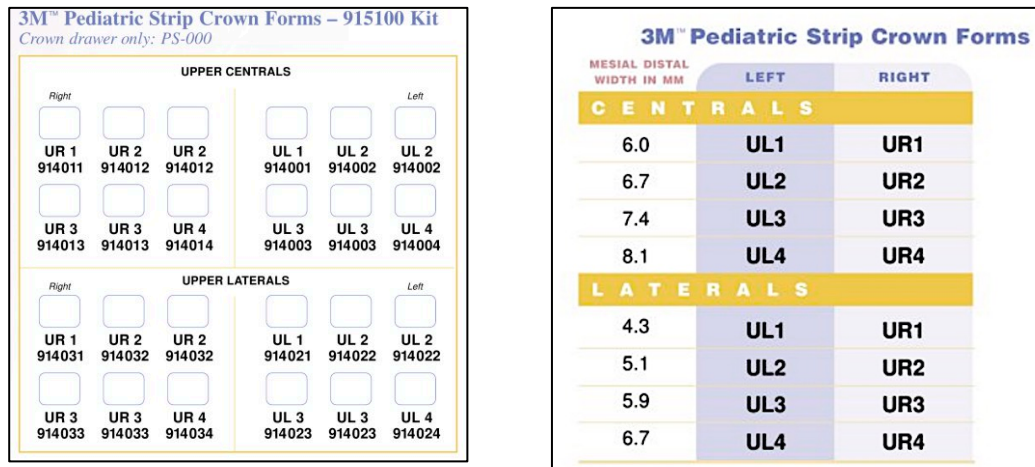 3M™ Pediatric Strip Crown Forms – 915100 Kit
Crown drawer only: PS-000
UPPER CENTRALS
Right Left
UR 1 UR 2 UR 2 UL 1 UL 2 UL 2
914011 914012 914012 914001 914002 914002
UR 3 UR 3 UR 4 UL 3 UL 3 UL 4
914013 914013 914014 914003 914003 914004
UPPER LATERALS
Right Left
UR 1 UR 2 UR 2 UL 1 UL 2 UL 2
914031 914032 914032 914021 914022 914022
UR 3 UR 3 UR 4 UL 3 UL 3 UL 4
914033 914033 914034 914023 914023 914024
3M™ Pediatric Strip Crown Forms
MESIAL DISTAL
WIDTH IN MM LEFT RIGHT
CENTRALS
6.0 UL1 UR1
6.7 UL2 UR2
7.4 UL3 UR3
8.1 UL4 UR4
LATERALS
4.3 UL1 UR1
5.1 UL2 UR2
5.9 UL3 UR3
6.7 UL4 UR4